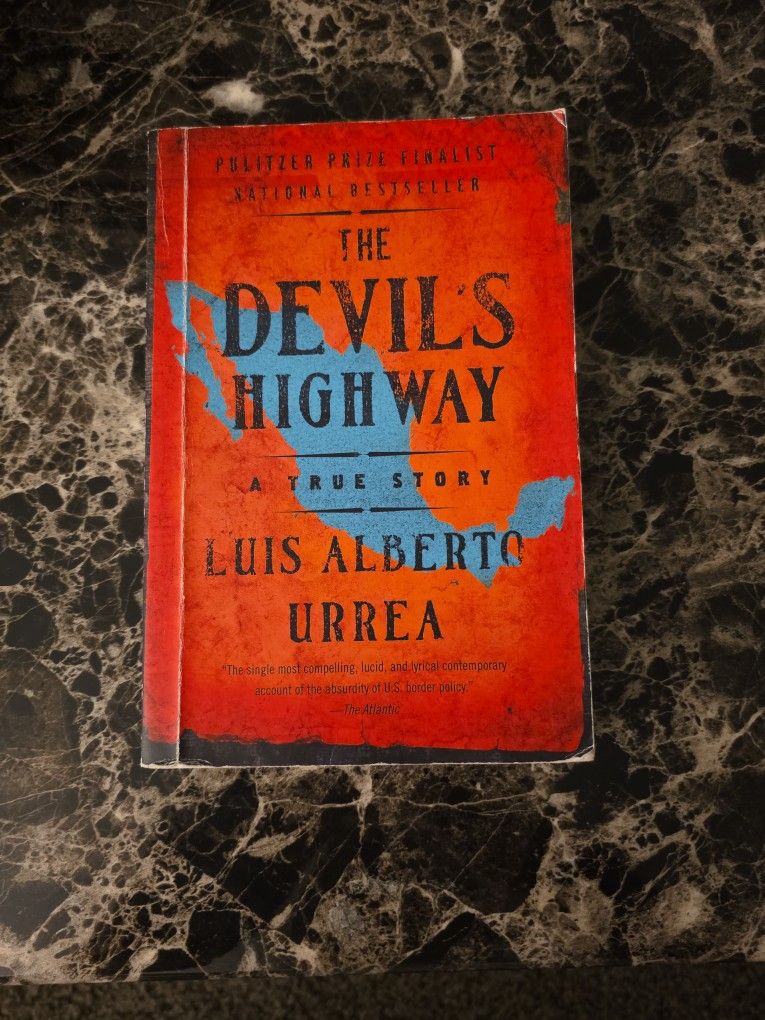 PULITZER PRIZE FINALIST
NATIONAL BESTSELLER
THE
DEVIL'S
HIGHWAY
A TRUE STORY
LUIS ALBERTO
URREA
"The single most compelling, lucid, and lyrical contemporary
account of the absurdity of U.S. border policy."
—The Atlantic